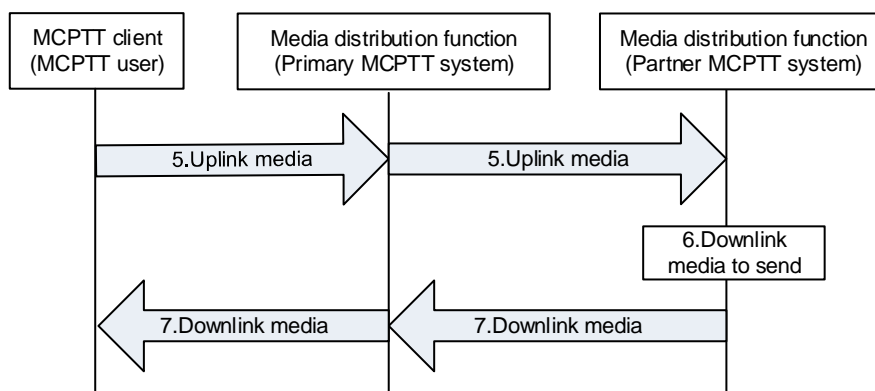 MCPTT client
(MCPTT user)
Media distribution function
(Primary MCPTT system)
Media distribution function
(Partner MCPTT system)
5.Uplink media
5.Uplink media
6.Downlink
media to send
7.Downlink media
7.Downlink media